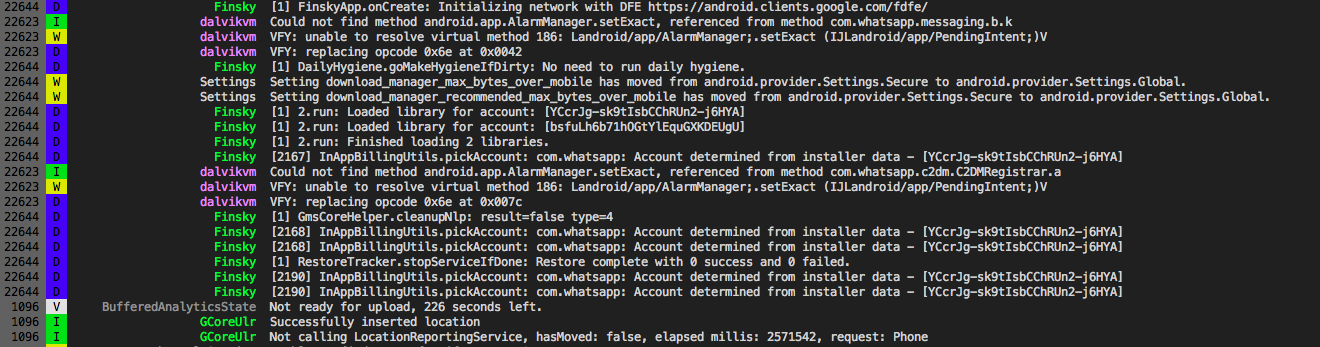 22644 D Finsky [1] FinskyApp.onCreate: Initializing network with DFE https://android.clients.google.com/fdfe/
22623 I dalvikvm Could not find method android.app.AlarmManager.setExact, referenced from method com.whatsapp.messaging.b.k
22623 W dalvikvm VFY: unable to resolve virtual method 186: Landroid/app/AlarmManager;.setExact (IJLandroid/app/PendingIntent;)V
22623 D dalvikvm VFY: replacing opcode 0x6e at 0x0042
22644 D Finsky [1] DailyHygiene.goMakeHygieneIfDirty: No need to run daily hygiene.
22644 W Settings Setting download_manager_max_bytes_over_mobile has moved from android.provider.Settings.Secure to android.provider.Settings.Global.
22644 W Settings Setting download_manager_recommended_max_bytes_over_mobile has moved from android.provider.Settings.Secure to android.provider.Settings.Global.
22644 D Finsky [1] 2.run: Loaded library for account: [YCcrJg-sk9tIsbCChRUn2-j6HYA]
22644 D Finsky [1] 2.run: Loaded library for account: [bsfuLh6b71hOGtYlEquGXKDEUgU]
22644 D Finsky [1] 2.run: Finished loading 2 libraries.
22644 D Finsky [2167] InAppBillingUtils.pickAccount: com.whatsapp: Account determined from installer data - [YCcrJg-sk9tIsbCChRUn2-j6HYA]
22623 I dalvikvm Could not find method android.app.AlarmManager.setExact, referenced from method com.whatsapp.c2dm.C2DMRegistrar.a
22623 W dalvikvm VFY: unable to resolve virtual method 186: Landroid/app/AlarmManager;.setExact (IJLandroid/app/PendingIntent;)V
22623 D dalvikvm VFY: replacing opcode 0x6e at 0x007c
22644 D Finsky [1] GmsCoreHelper.cleanupNlp: result=false type=4
22644 D Finsky [2168] InAppBillingUtils.pickAccount: com.whatsapp: Account determined from installer data - [YCcrJg-sk9tIsbCChRUn2-j6HYA]
22644 D Finsky [2168] InAppBillingUtils.pickAccount: com.whatsapp: Account determined from installer data - [YCcrJg-sk9tIsbCChRUn2-j6HYA]
22644 D Finsky [1] RestoreTracker.stopServiceIfDone: Restore complete with 0 success and 0 failed.
22644 D Finsky [2190] InAppBillingUtils.pickAccount: com.whatsapp: Account determined from installer data - [YCcrJg-sk9tIsbCChRUn2-j6HYA]
22644 D Finsky [2190] InAppBillingUtils.pickAccount: com.whatsapp: Account determined from installer data - [YCcrJg-sk9tIsbCChRUn2-j6HYA]
1096 V BufferedAnalyticsState Not ready for upload, 226 seconds left.
1096 I GCoreUlr Successfully inserted location
1096 I GCoreUlr Not calling LocationReportingService, hasMoved: false, elapsed millis: 2571542, request: Phone